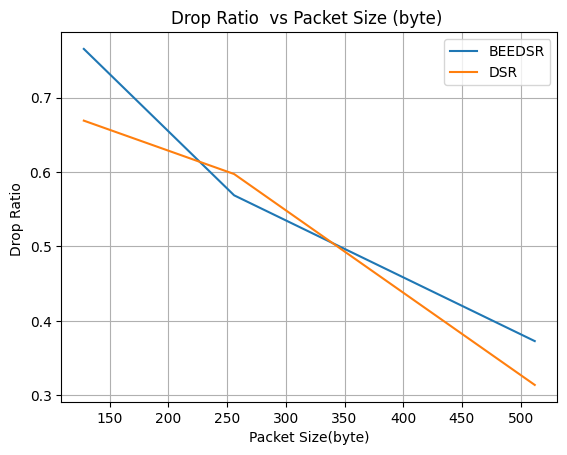 Drop Ratio  vs Packet Size (byte)
BEEDSR
DSR
Drop Ratio
0.7
0.6
0.5
0.4
0.3
150 200 250 300 350 400 450 500
Packet Size(byte)